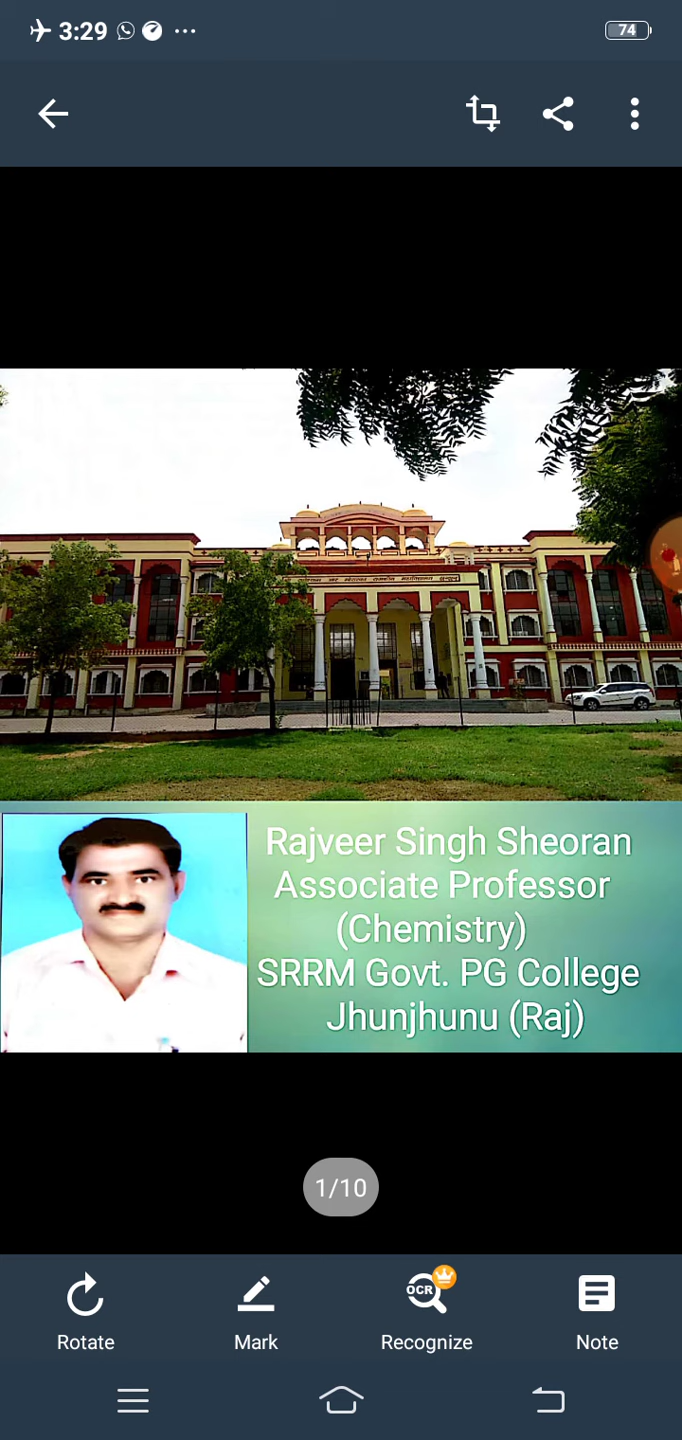 3:29
74
Rajveer Singh Sheoran
Associate Professor
(Chemistry)
SRRM Govt. PG College
Jhunjhunu (Raj)
1/10
OCR
Rotate
Mark
Recognize
Note